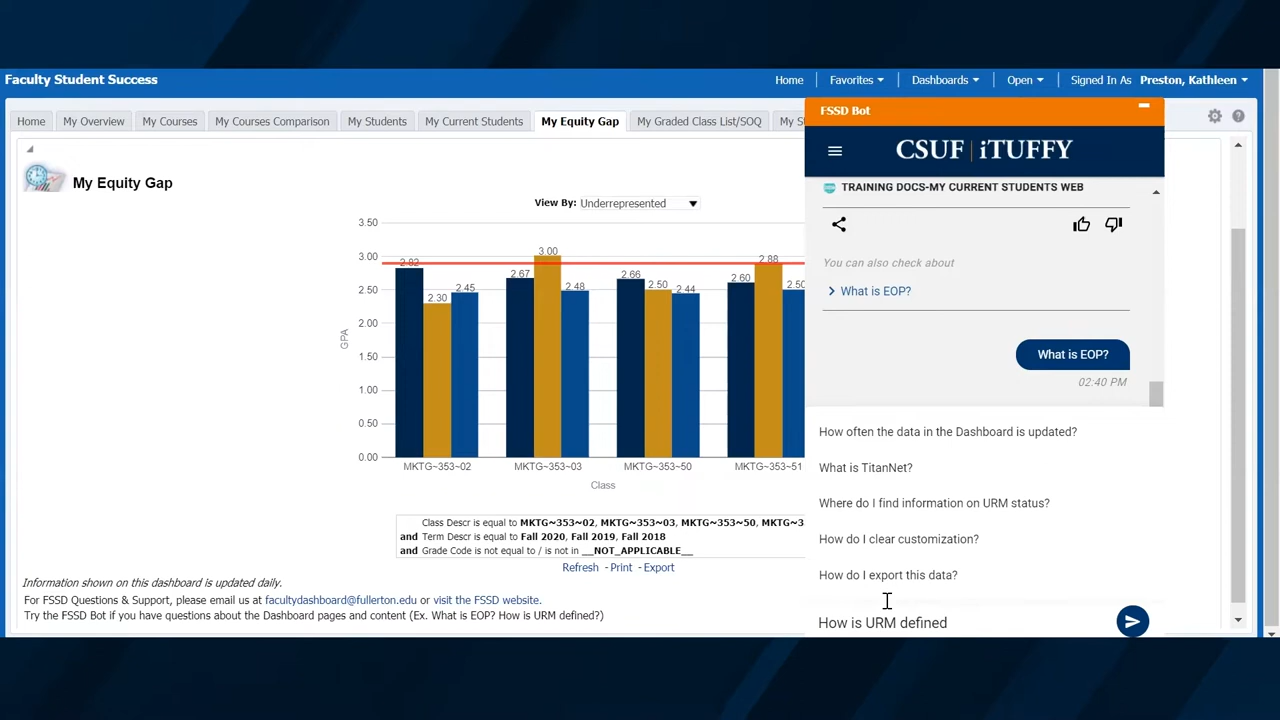 Faculty Student Success
Home Favorites Dashboards Open Signed In As Preston, Kathleen
Home My Overview My Courses My Courses Comparison My Students My Current Students My Equity Gap My Graded Class List/SOQ My S
My Equity Gap
View By: Underrepresented
3.50
3.00
2.50
2.00
1.50
1.00
0.50
0.00
GPA
2.82 2.30 2.45
2.67 3.00 2.48
2.66 2.50 2.44
2.60 2.88 2.50
MKTG~353~02 MKTG~353~03 MKTG~353~50 MKTG~353~51
Class
Class Descr is equal to MKTG~353~02, MKTG~353~03, MKTG~353~50, MKTG~3
and Term Descr is equal to Fall 2020, Fall 2019, Fall 2018
and Grade Code is not equal to / is not in __NOT_APPLICABLE__
Refresh - Print - Export
Information shown on this dashboard is updated daily.
For FSSD Questions & Support, please email us at facultydashboard@fullerton.edu or visit the FSSD website.
Try the FSSD Bot if you have questions about the Dashboard pages and content (Ex. What is EOP? How is URM defined?)
FSSD Bot
CSUF | iTUFFY
TRAINING DOCS-MY CURRENT STUDENTS WEB
You can also check about
What is EOP?
What is EOP?
02:40 PM
How often the data in the Dashboard is updated?
What is TitanNet?
Where do I find information on URM status?
How do I clear customization?
How do I export this data?
How is URM defined